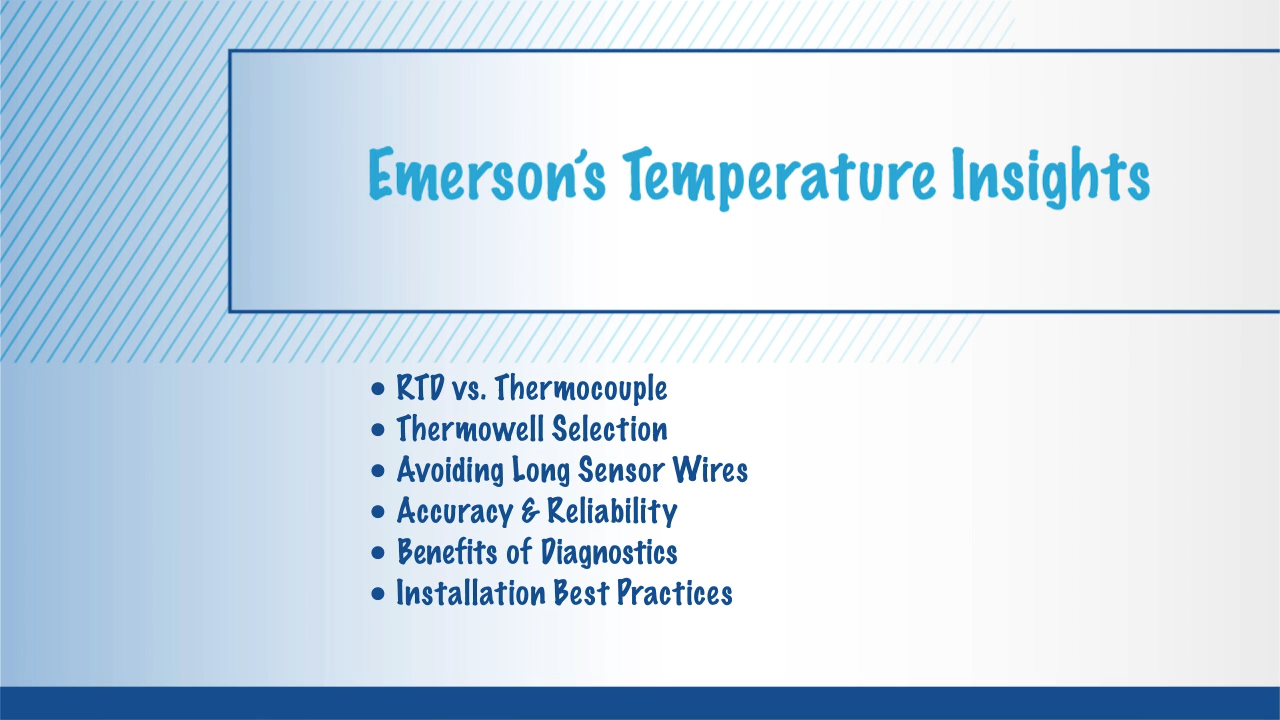 Emerson's Temperature Insights
• RTD vs. Thermocouple
• Thermowell Selection
• Avoiding Long Sensor Wires
• Accuracy & Reliability
• Benefits of Diagnostics
• Installation Best Practices